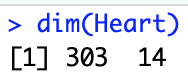 > dim(Heart)
[1] 303  14